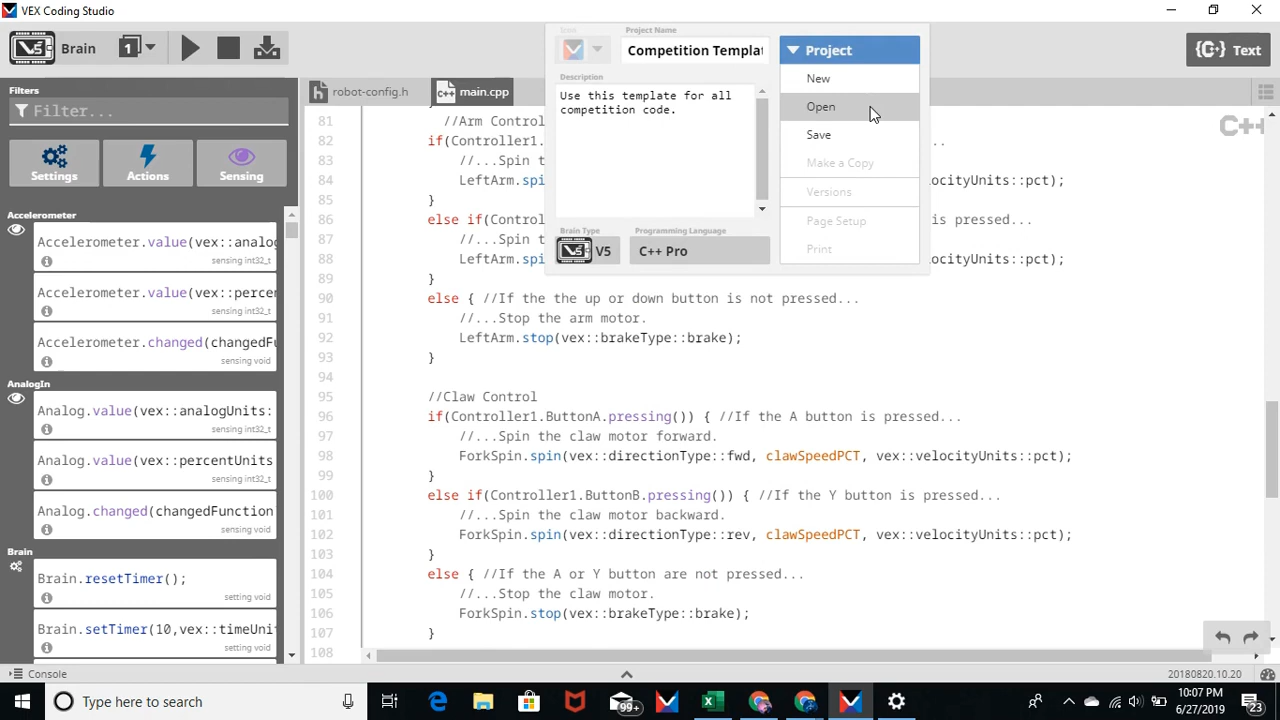 VEX Coding Studio
V5 Brain 1
Icon
Project Name
Competition Templat
Project
{C++} Text
Filters
Filter...
robot-config.h
C++ main.cpp
Description
Use this template for all
competition code.
New
Open
Save
Make a Copy
Versions
Page Setup
Print
Brain Type
V5 V5
Programming Language
C++ Pro
C++
Settings
Actions
Sensing
Accelerometer
Accelerometer.value(vex::analog
sensing int32_t
Accelerometer.value(vex::percen
sensing int32_t
Accelerometer.changed(changedFu
sensing void
AnalogIn
Analog.value(vex::analogUnits:
sensing int32_t
Analog.value(vex::percentUnits
sensing int32_t
Analog.changed(changedFunction
sensing void
Brain
Brain.resetTimer();
setting void
Brain.setTimer(10,vex::timeUni
setting void
81 //Arm Control
82 if(Controller1. ...
83 //...Spin t
84 LeftArm.spi locityUnits::pct);
85 }
86 else if(Contro is pressed...
87 //...Spin t
88 LeftArm.spi locityUnits::pct);
89 }
90 else { //If the the up or down button is not pressed...
91 //...Stop the arm motor.
92 LeftArm.stop(vex::brakeType::brake);
93 }
94
95 //Claw Control
96 if(Controller1.ButtonA.pressing()) { //If the A button is pressed...
97 //...Spin the claw motor forward.
98 ForkSpin.spin(vex::directionType::fwd, clawSpeedPCT, vex::velocityUnits::pct);
99 }
100 else if(Controller1.ButtonB.pressing()) { //If the Y button is pressed...
101 //...Spin the claw motor backward.
102 ForkSpin.spin(vex::directionType::rev, clawSpeedPCT, vex::velocityUnits::pct);
103 }
104 else { //If the A or Y button are not pressed...
105 //...Stop the claw motor.
106 ForkSpin.stop(vex::brakeType::brake);
107 }
108
Console
20180820.10.20
Type here to search
99+
10:07 PM
6/27/2019
23